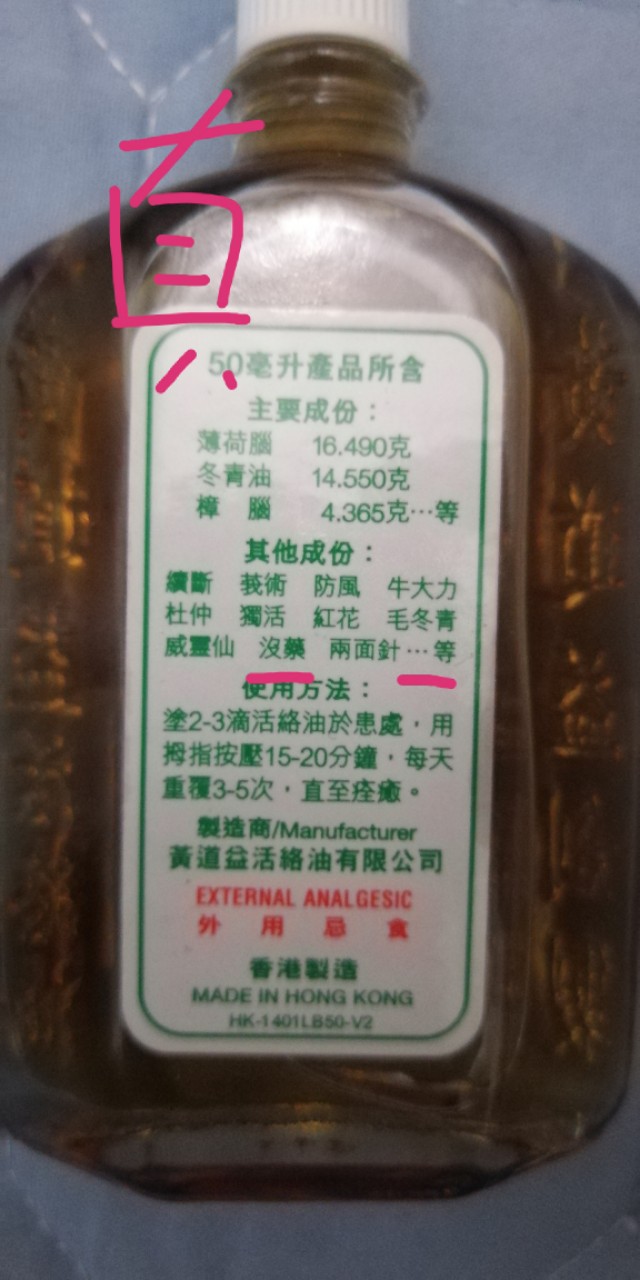 真
50毫升產品所含
主要成份：
薄荷腦 16.490克
冬青油 14.550克
樟 腦 4.365克…等
其他成份：
續斷 莪術 防風 牛大力
杜仲 獨活 紅花 毛冬青
威靈仙 沒藥 兩面針…等
使用方法：
塗2-3滴活絡油於患處，用
拇指按壓15-20分鐘，每天
重覆3-5次，直至痊癒。
製造商/Manufacturer
黃道益活絡油有限公司
EXTERNAL ANALGESIC
外 用 忌 食
香港製造
MADE IN HONG KONG
HK-1401LB50-V2